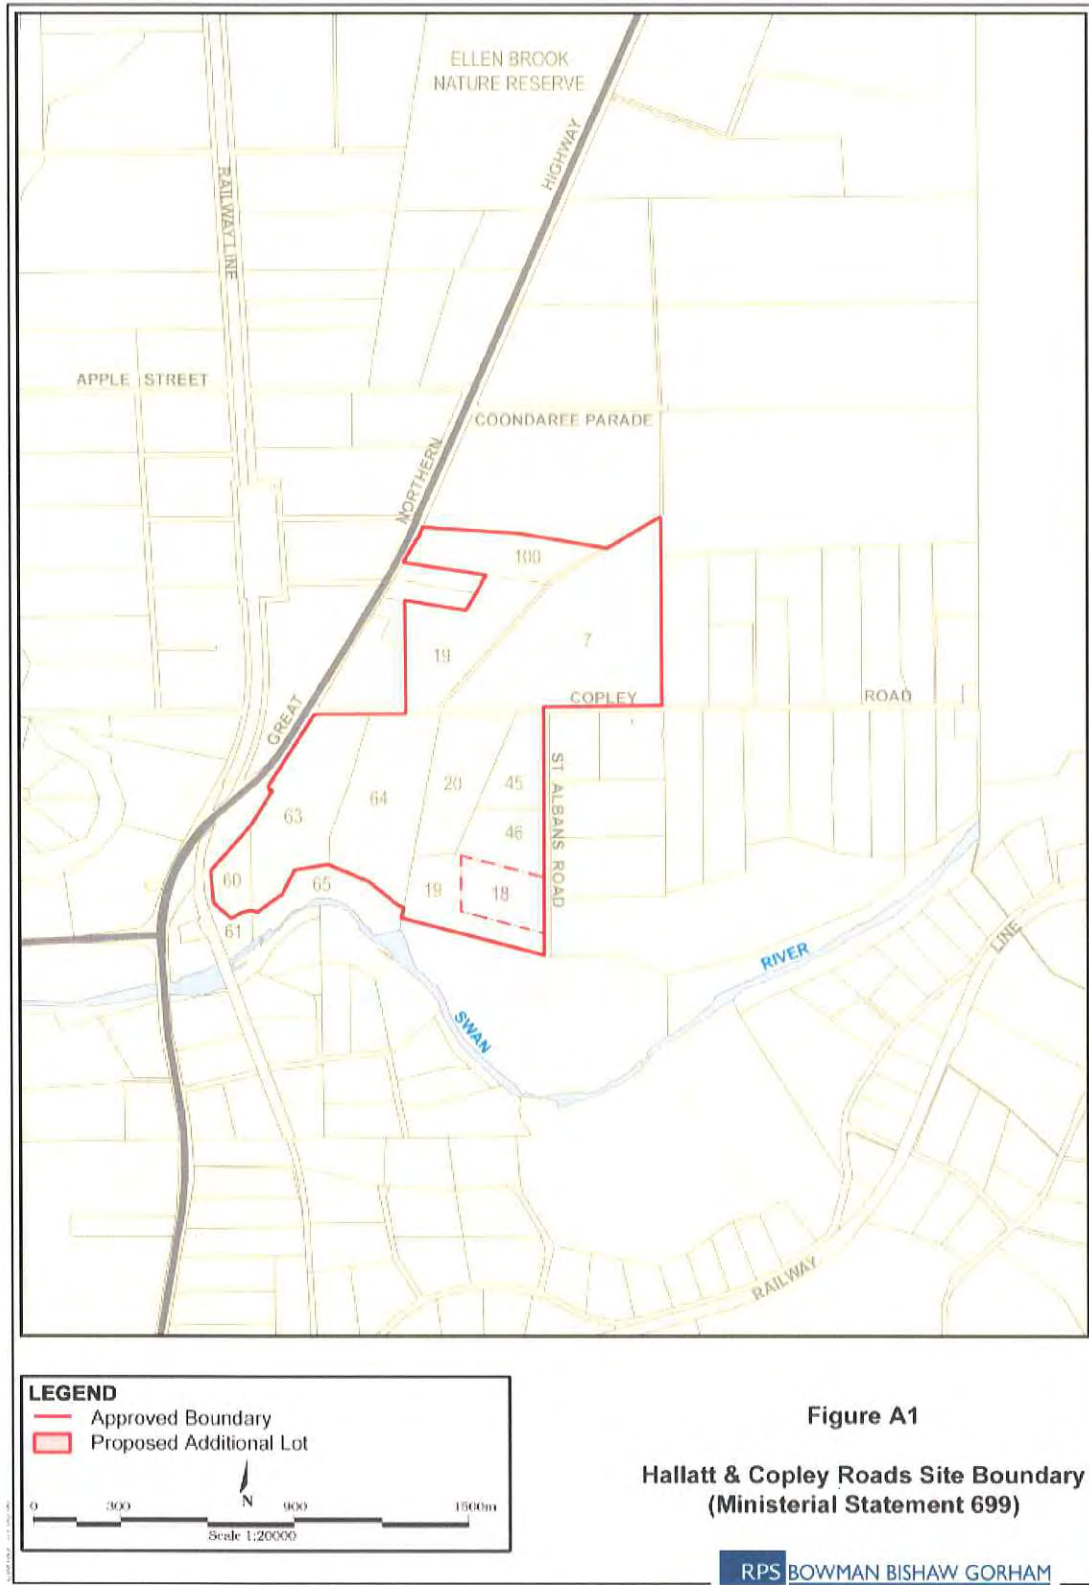 ELLEN BROOK
NATURE RESERVE
HIGHWAY
RAILWAY LINE
APPLE STREET
COONDAREE PARADE
NORTHERN
100
19
7
COPLEY
ROAD
GREAT
ST ALBANS ROAD
63
64
20
45
46
60
65
19
18
61
RIVER
LINE
SWAN
RAILWAY
LEGEND
Approved Boundary
Proposed Additional Lot
N
0 300 900 1500m
Scale 1:20000
Figure A1
Hallatt & Copley Roads Site Boundary
(Ministerial Statement 699)
RPS BOWMAN BISHAW GORHAM